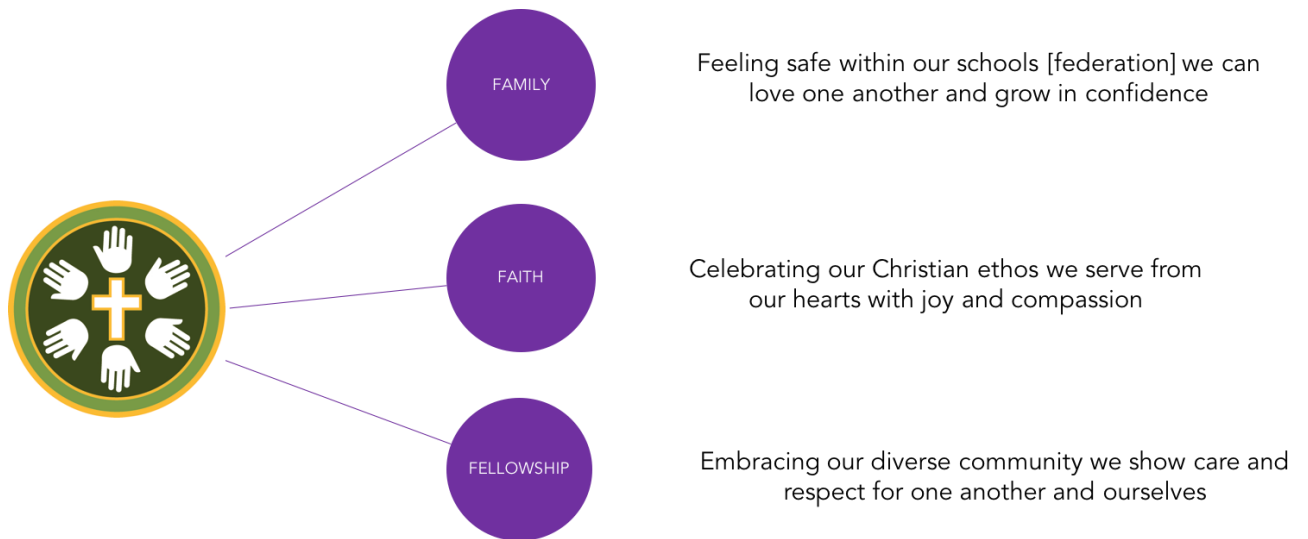 FAMILY
Feeling safe within our schools [federation] we can
love one another and grow in confidence
FAITH
Celebrating our Christian ethos we serve from
our hearts with joy and compassion
FELLOWSHIP
Embracing our diverse community we show care and
respect for one another and ourselves